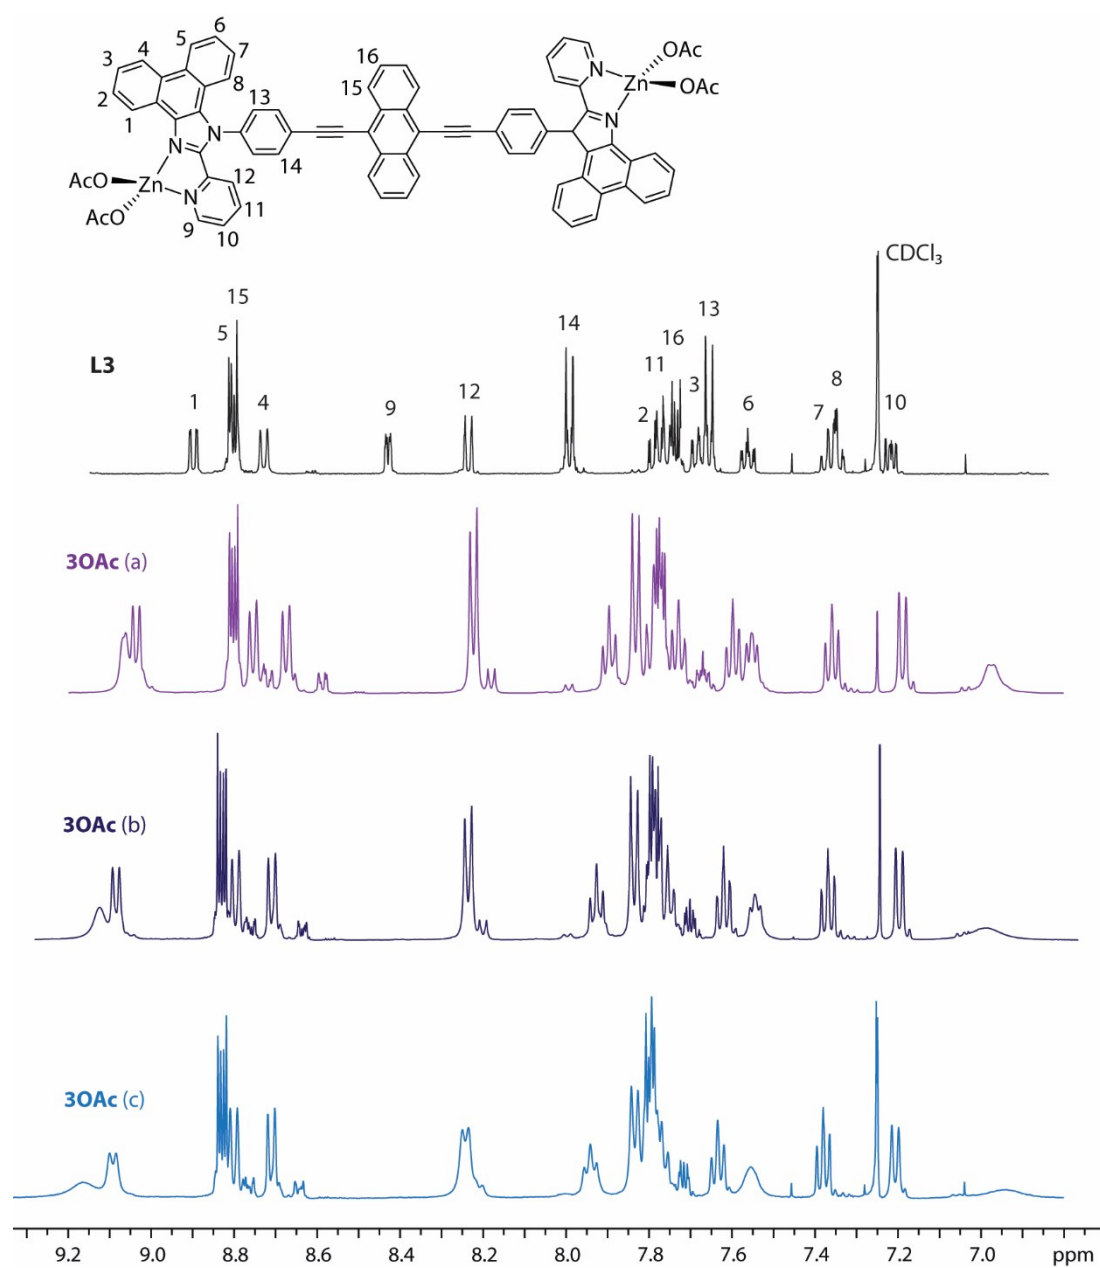 6
5
7
4
3
16
OAc
N
Zn
OAc
2
8
15
1
13
N
N
N
14
AcO
Zn
12
AcO
N
11
9
10
CDCl₃
15
5
13
14
16
L3
11
3
8
1
4
9
12
2
6
7
10
3OAc (a)
3OAc (b)
3OAc (c)
9.2 9.0 8.8 8.6 8.4 8.2 8.0 7.8 7.6 7.4 7.2 7.0 ppm